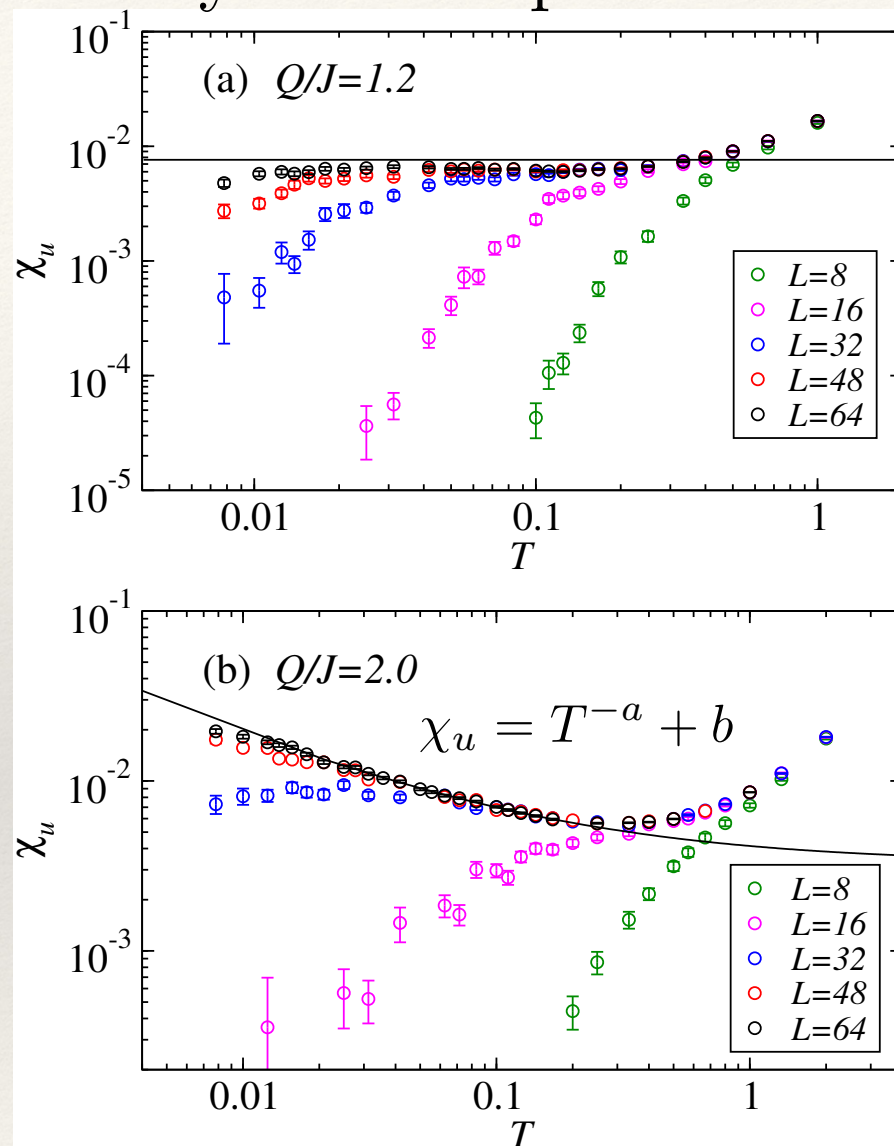 (a) Q/J=1.2
10⁻¹
10⁻²
10⁻³
10⁻⁴
10⁻⁵
χᵤ
L=8
L=16
L=32
L=48
L=64
0.01 0.1 1
T
(b) Q/J=2.0
χᵤ = T⁻ᵃ + b
10⁻¹
10⁻²
10⁻³
χᵤ
L=8
L=16
L=32
L=48
L=64
0.01 0.1 1
T